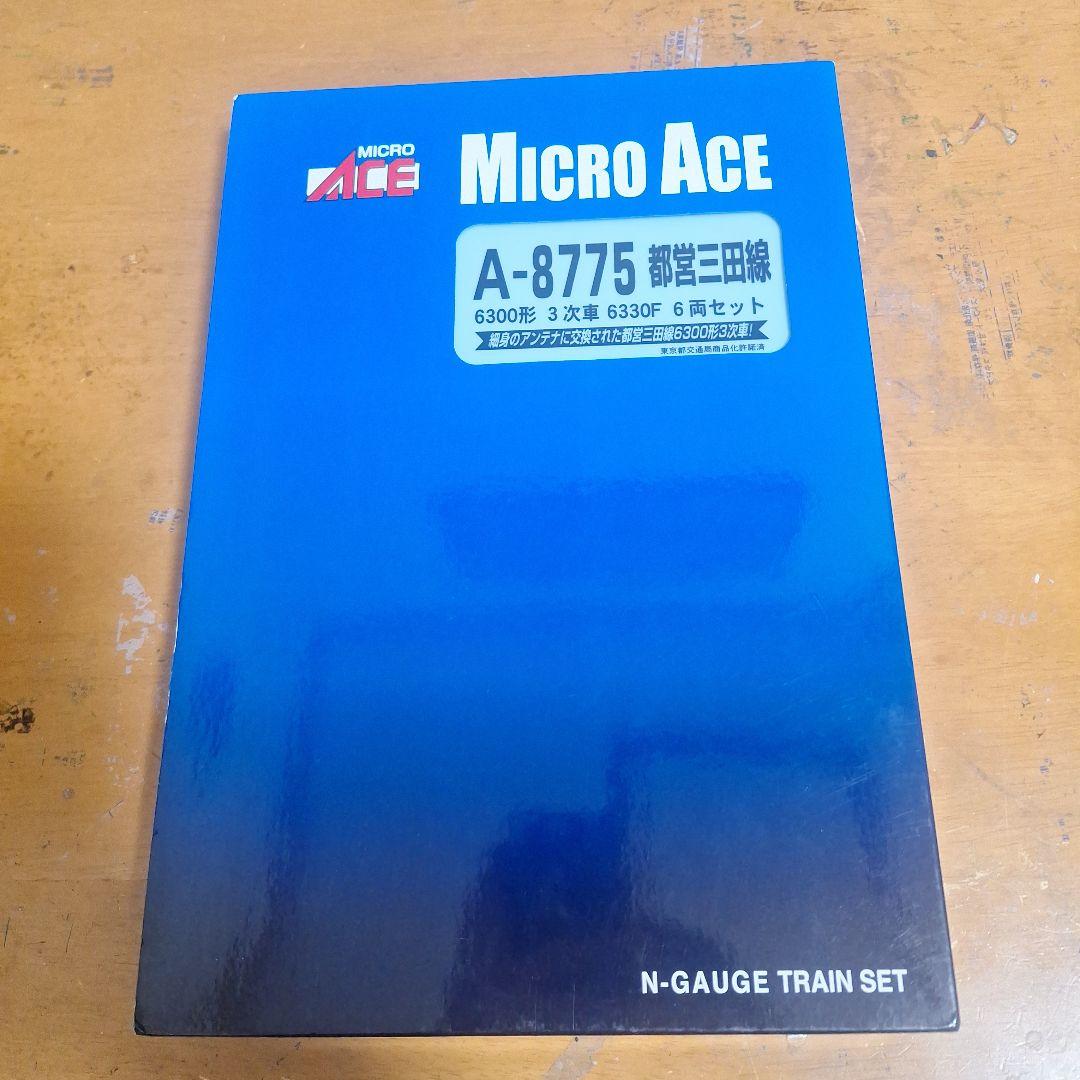 MICRO
ACE
MICRO ACE
A-8775 都営三田線
6300形 3次車 6330F 6両セット
細身のアンテナに交換された都営三田線6300形3次車!
東京都交通局商品化許諾済
N-GAUGE TRAIN SET